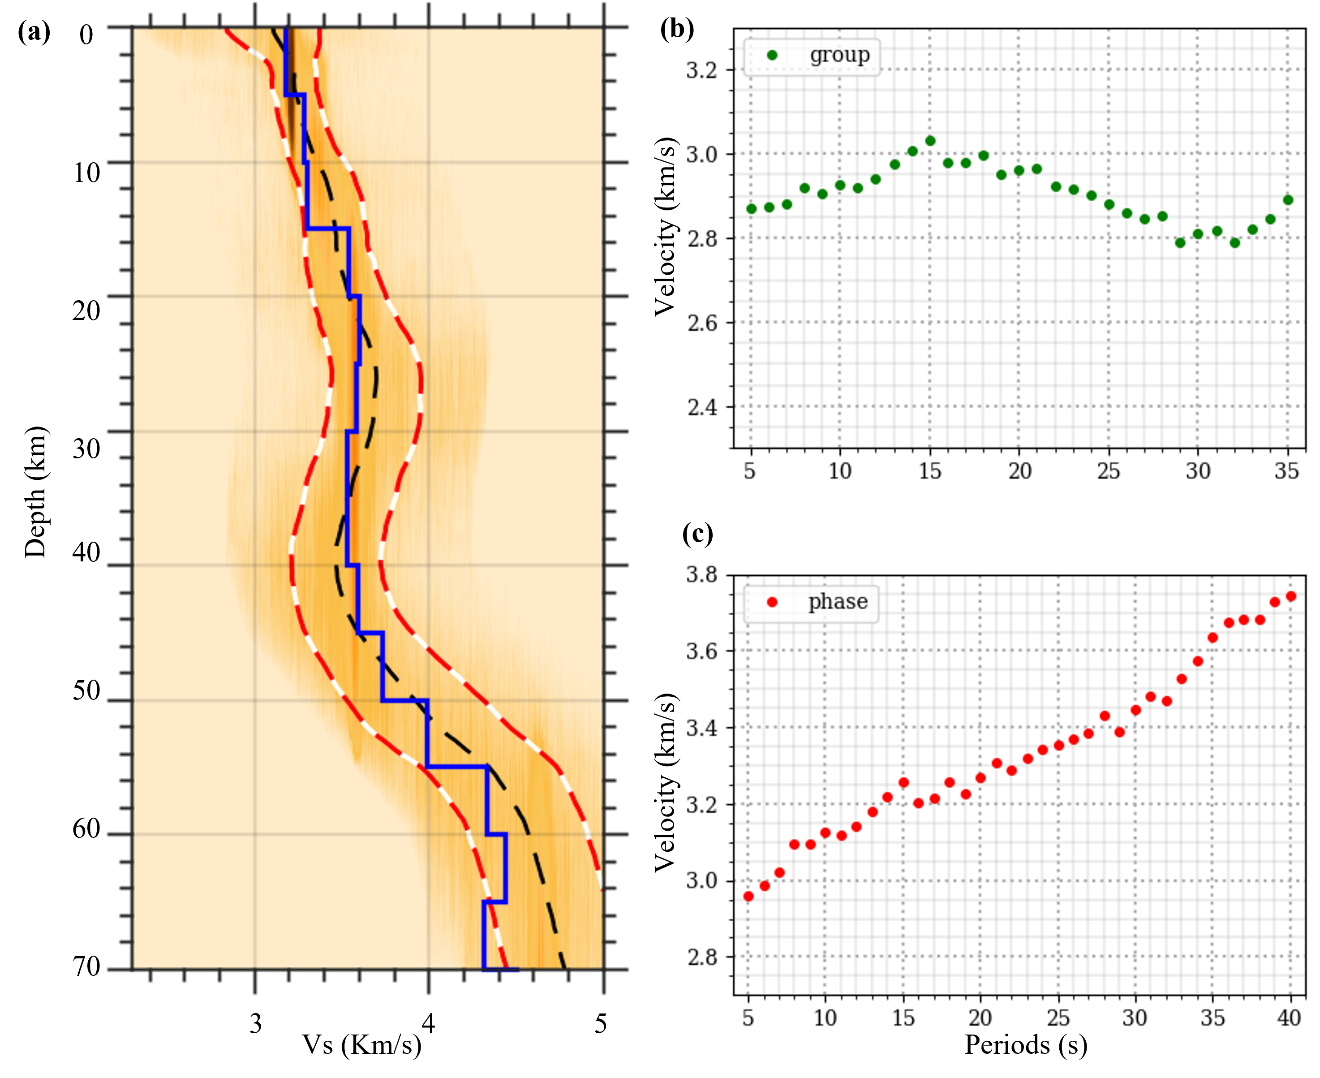 (a)
0
10
20
30
40
50
60
70
Depth (km)
3 4 5
Vs (Km/s)
(b)
group
3.2
3.0
2.8
2.6
2.4
Velocity (km/s)
5 10 15 20 25 30 35
(c)
phase
3.8
3.6
3.4
3.2
3.0
2.8
Velocity (km/s)
5 10 15 20 25 30 35 40
Periods (s)